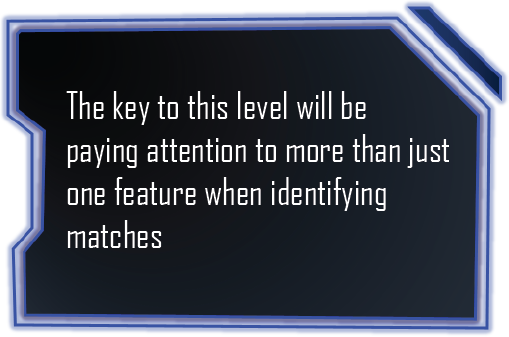 The key to this level will be
paying attention to more than just
one feature when identifying
matches